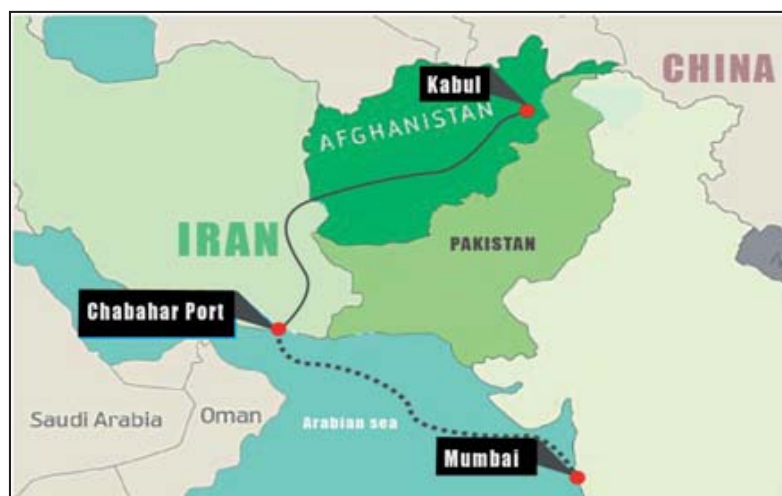 CHINA
Kabul
AFGHANISTAN
IRAN
PAKISTAN
Chabahar Port
Saudi Arabia
Oman
Arabian sea
Mumbai